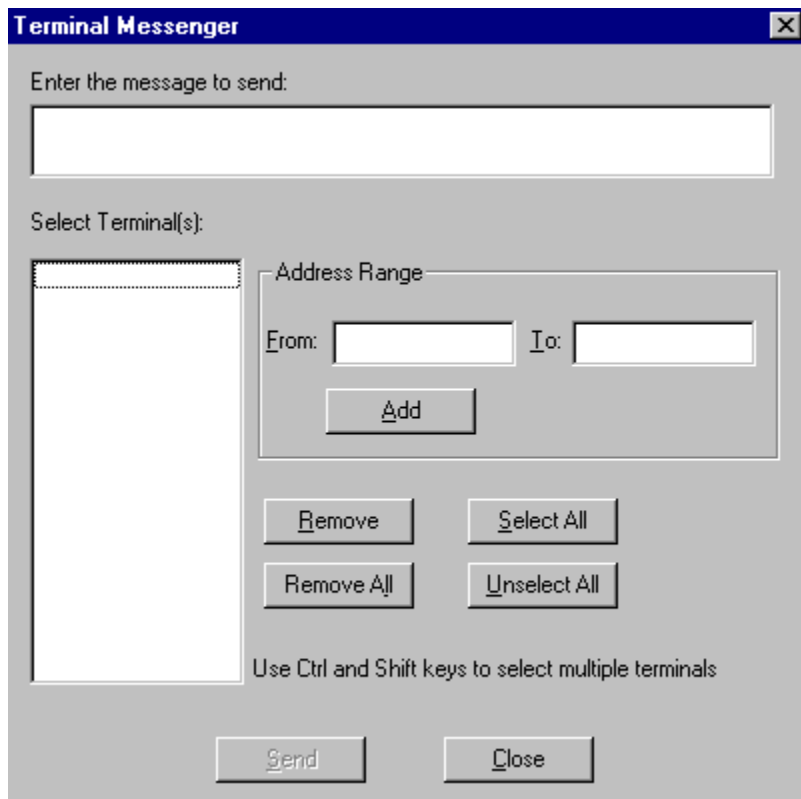 Terminal Messenger
Enter the message to send:
Select Terminal(s):
Address Range
From:
To:
Add
Remove
Select All
Remove All
Unselect All
Use Ctrl and Shift keys to select multiple terminals
Send
Close